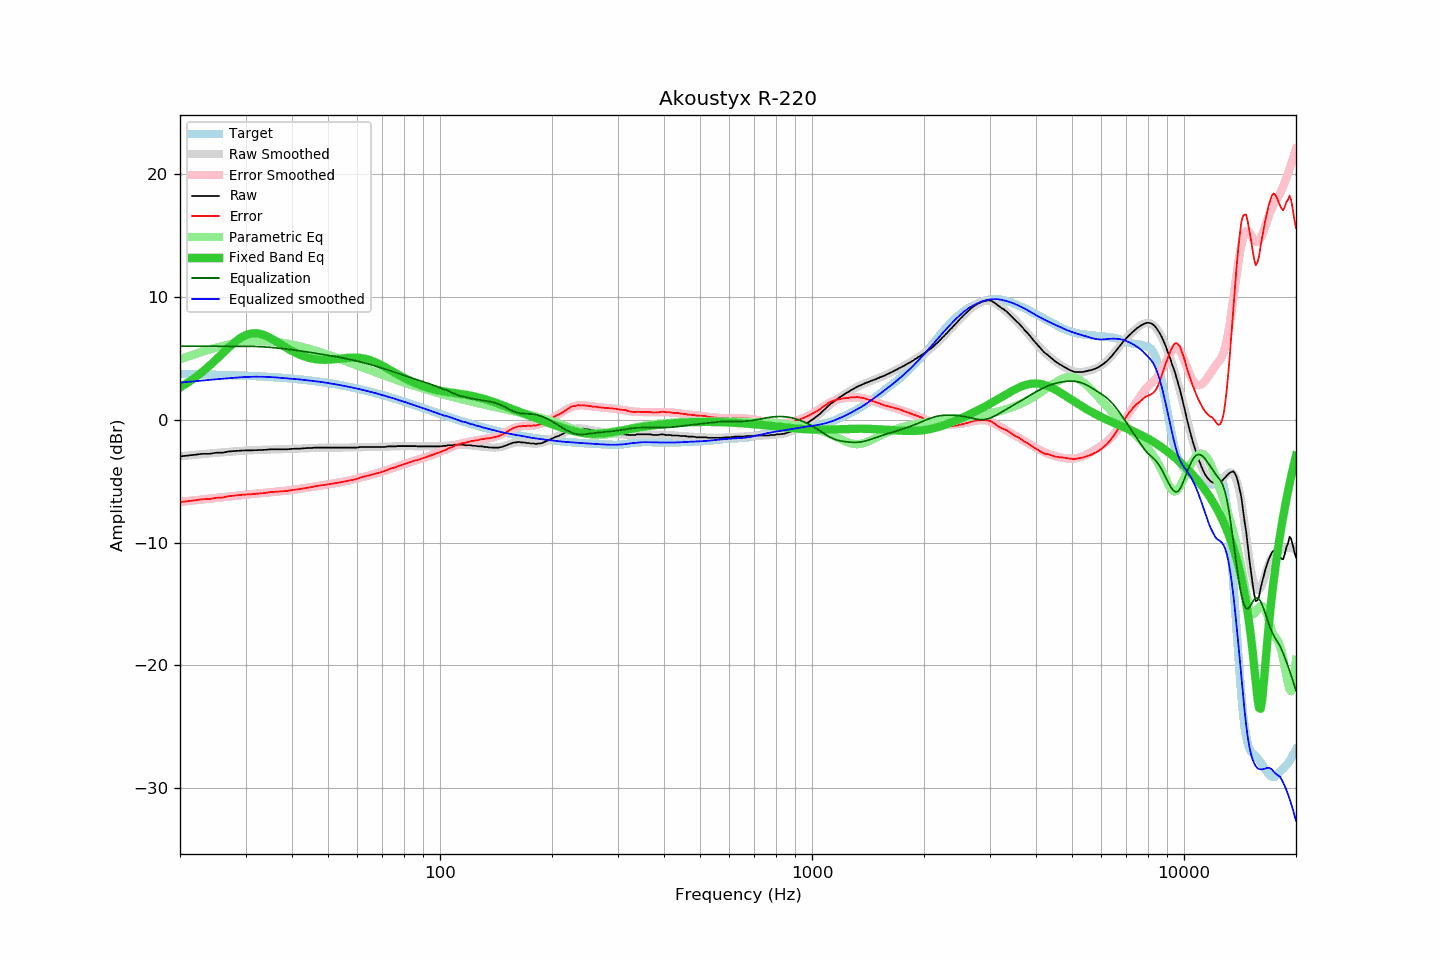 Akoustyx R-220
Target
Raw Smoothed
Error Smoothed
Raw
Error
Parametric Eq
Fixed Band Eq
Equalization
Equalized smoothed
20
10
0
−10
−20
−30
Amplitude (dBr)
100
1000
10000
Frequency (Hz)